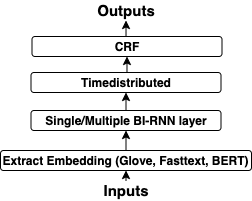 Outputs
CRF
Timedistributed
Single/Multiple BI-RNN layer
Extract Embedding (Glove, Fasttext, BERT)
Inputs